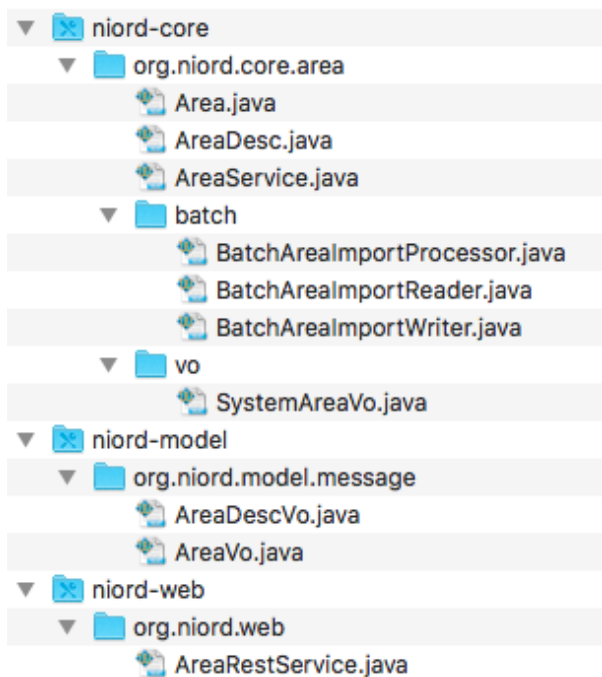 niord-core
org.niord.core.area
Area.java
AreaDesc.java
AreaService.java
batch
BatchAreaImportProcessor.java
BatchAreaImportReader.java
BatchAreaImportWriter.java
vo
SystemAreaVo.java
niord-model
org.niord.model.message
AreaDescVo.java
AreaVo.java
niord-web
org.niord.web
AreaRestService.java